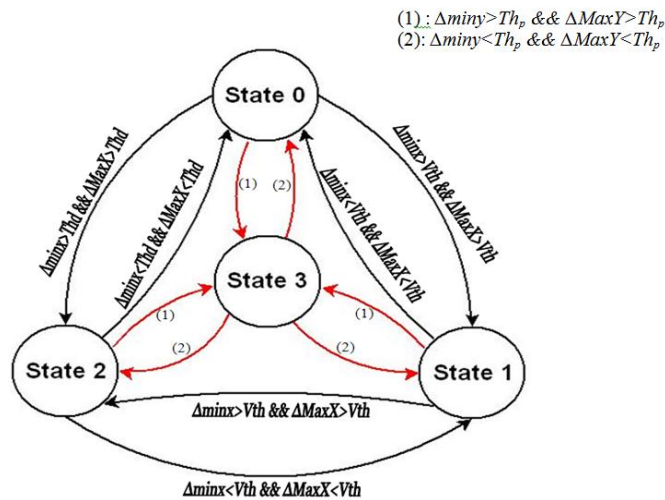 (1) : Δminy>Thp && ΔMaxY>Thp
(2): Δminy<Thp && ΔMaxY<Thp
State 0
Δminx>Thd && ΔMaxX>Thd
Δminx<Thd && ΔMaxX<Thd
(1)
(2)
Δminx<Vth && ΔMaxX<Vth
Δminx>Vth && ΔMaxX>Vth
State 3
(1)
(1)
(2)
(2)
State 2
State 1
Δminx>Vth && ΔMaxX>Vth
Δminx<Vth && ΔMaxX<Vth